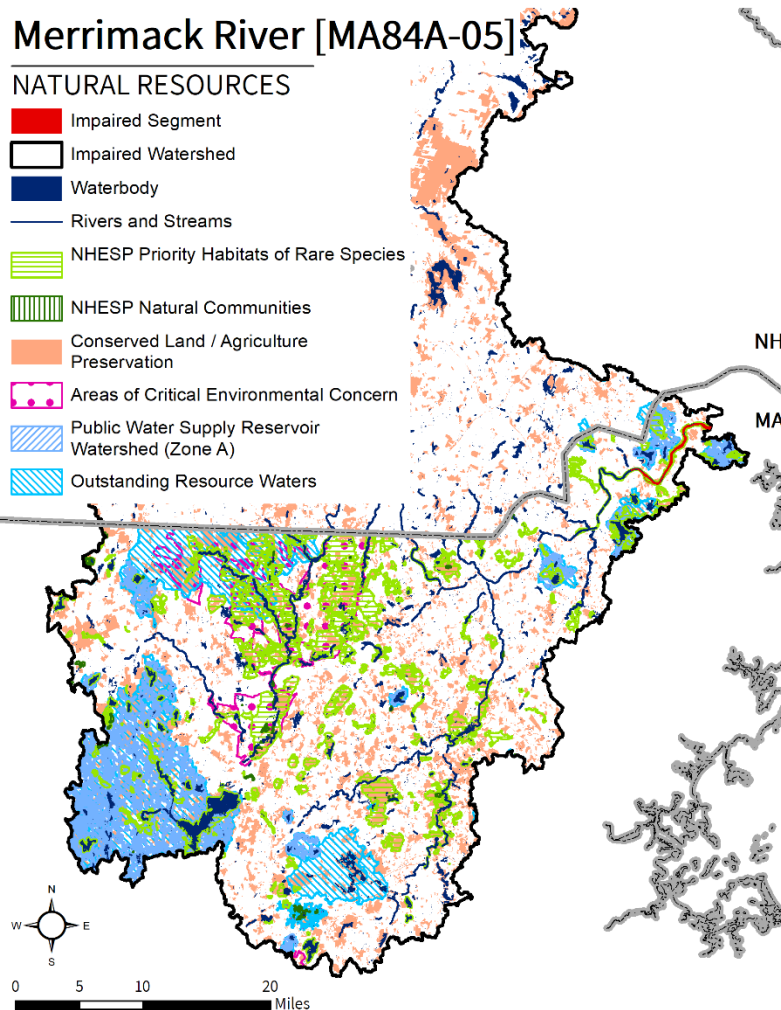 Merrimack River [MA84A-05]
NATURAL RESOURCES
Impaired Segment
Impaired Watershed
Waterbody
Rivers and Streams
NHESP Priority Habitats of Rare Species
NHESP Natural Communities
Conserved Land / Agriculture
Preservation
Areas of Critical Environmental Concern
Public Water Supply Reservoir
Watershed (Zone A)
Outstanding Resource Waters
NH
MA
N
W E
S
0 5 10 20
Miles